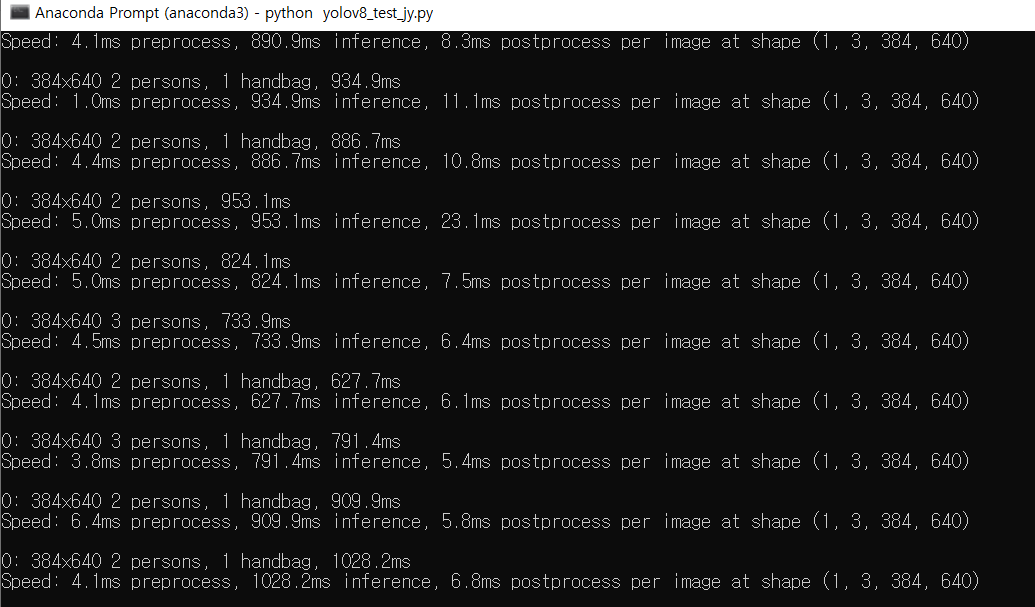 Anaconda Prompt (anaconda3) - python yolov8_test_jy.py
Speed: 4.1ms preprocess, 890.9ms inference, 8.3ms postprocess per image at shape (1, 3, 384, 640)
0: 384x640 2 persons, 1 handbag, 934.9ms
Speed: 1.0ms preprocess, 934.9ms inference, 11.1ms postprocess per image at shape (1, 3, 384, 640)
0: 384x640 2 persons, 1 handbag, 886.7ms
Speed: 4.4ms preprocess, 886.7ms inference, 10.8ms postprocess per image at shape (1, 3, 384, 640)
0: 384x640 2 persons, 953.1ms
Speed: 5.0ms preprocess, 953.1ms inference, 23.1ms postprocess per image at shape (1, 3, 384, 640)
0: 384x640 2 persons, 824.1ms
Speed: 5.0ms preprocess, 824.1ms inference, 7.5ms postprocess per image at shape (1, 3, 384, 640)
0: 384x640 3 persons, 733.9ms
Speed: 4.5ms preprocess, 733.9ms inference, 6.4ms postprocess per image at shape (1, 3, 384, 640)
0: 384x640 2 persons, 1 handbag, 627.7ms
Speed: 4.1ms preprocess, 627.7ms inference, 6.1ms postprocess per image at shape (1, 3, 384, 640)
0: 384x640 3 persons, 1 handbag, 791.4ms
Speed: 3.8ms preprocess, 791.4ms inference, 5.4ms postprocess per image at shape (1, 3, 384, 640)
0: 384x640 2 persons, 1 handbag, 909.9ms
Speed: 6.4ms preprocess, 909.9ms inference, 5.8ms postprocess per image at shape (1, 3, 384, 640)
0: 384x640 2 persons, 1 handbag, 1028.2ms
Speed: 4.1ms preprocess, 1028.2ms inference, 6.8ms postprocess per image at shape (1, 3, 384, 640)